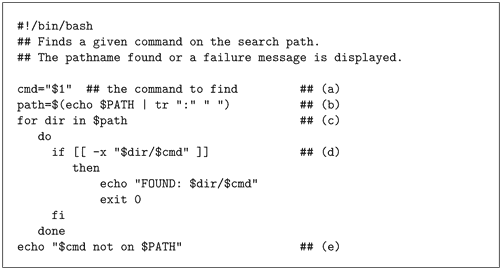 #!/bin/bash
## Finds a given command on the search path.
## The pathname found or a failure message is displayed.
cmd="$1"  ## the command to find         ## (a)
path=$(echo $PATH | tr ":" " ")          ## (b)
for dir in $path                         ## (c)
   do
     if [[ -x "$dir/$cmd" ]]             ## (d)
        then
            echo "FOUND: $dir/$cmd"
            exit 0
     fi
   done
echo "$cmd not on $PATH"                 ## (e)